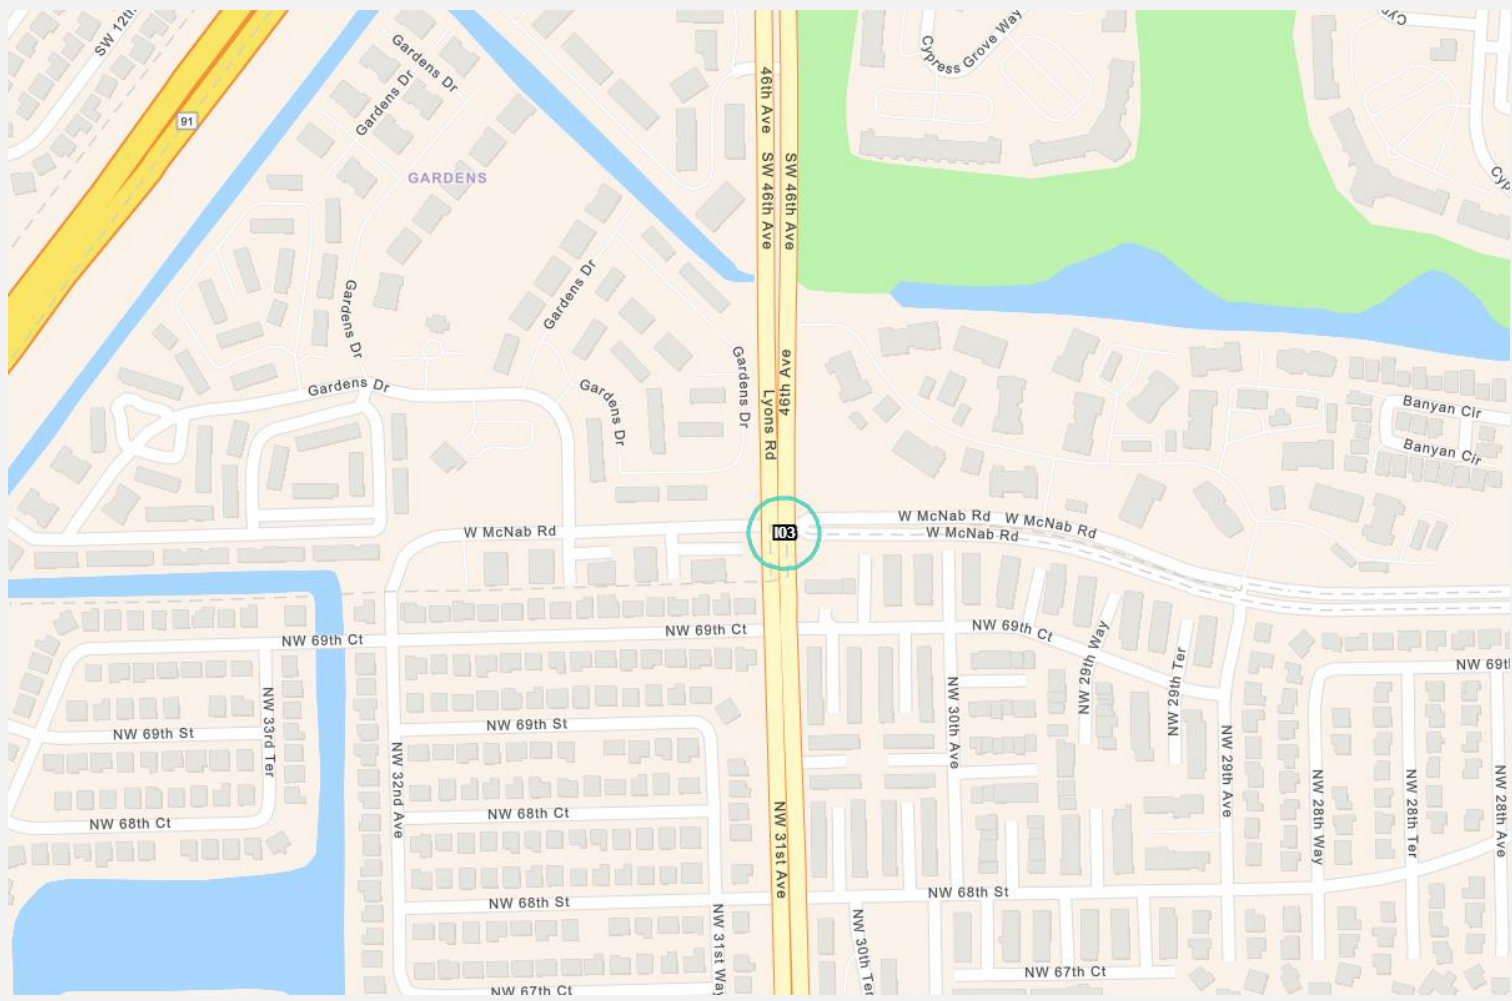 SW 12th
91
Gardens Dr
Gardens Dr
GARDENS
Gardens Dr
Gardens Dr
Gardens Dr
Gardens Dr
Gardens Dr
46th Ave
SW 46th Ave
SW 46th Ave
46th Ave
Lyons Rd
Cypress Grove Way
Banyan Cir
Banyan Cir
W McNab Rd
103
W McNab Rd
W McNab Rd
W McNab Rd
NW 69th Ct
NW 69th Ct
NW 69th Ct
NW 69th St
NW 69th St
NW 33rd Ter
NW 68th Ct
NW 32nd Ave
NW 68th Ct
NW 68th St
NW 31st Way
NW 67th Ct
NW 31st Ave
NW 30th Ave
NW 29th Way
NW 29th Ter
NW 29th Ave
NW 28th Way
NW 28th Ter
NW 28th Ave
NW 68th St
NW 30th Ter
NW 67th Ct